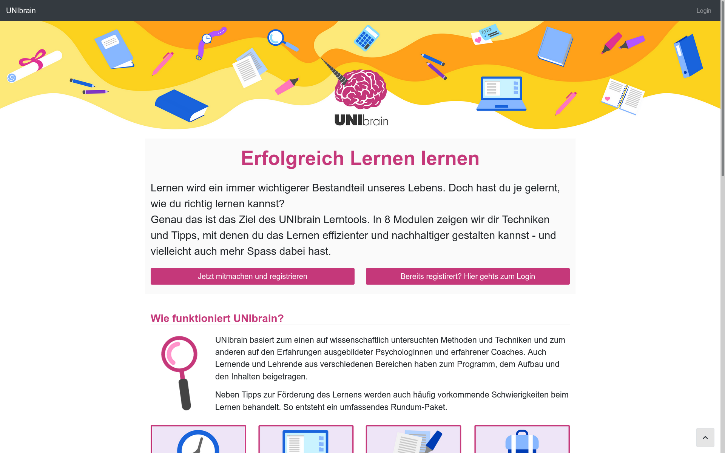 UNIbrain
Login
UNIbrain
Erfolgreich Lernen lernen
Lernen wird ein immer wichtigerer Bestandteil unseres Lebens. Doch hast du je gelernt,
wie du richtig lernen kannst?
Genau das ist das Ziel des UNIbrain Lerntools. In 8 Modulen zeigen wir dir Techniken
und Tipps, mit denen du das Lernen effizienter und nachhaltiger gestalten kannst - und
vielleicht auch mehr Spass dabei hast.
Jetzt mitmachen und registrieren
Bereits registriert? Hier gehts zum Login
Wie funktioniert UNIbrain?
UNIbrain basiert zum einen auf wissenschaftlich untersuchten Methoden und Techniken und zum
anderen auf den Erfahrungen ausgebildeter PsychologInnen und erfahrener Coaches. Auch
Lernende und Lehrende aus verschiedenen Bereichen haben zum Programm, dem Aufbau und
den Inhalten beigetragen.
Neben Tipps zur Förderung des Lernens werden auch häufig vorkommende Schwierigkeiten beim
Lernen behandelt. So entsteht ein umfassendes Rundum-Paket.